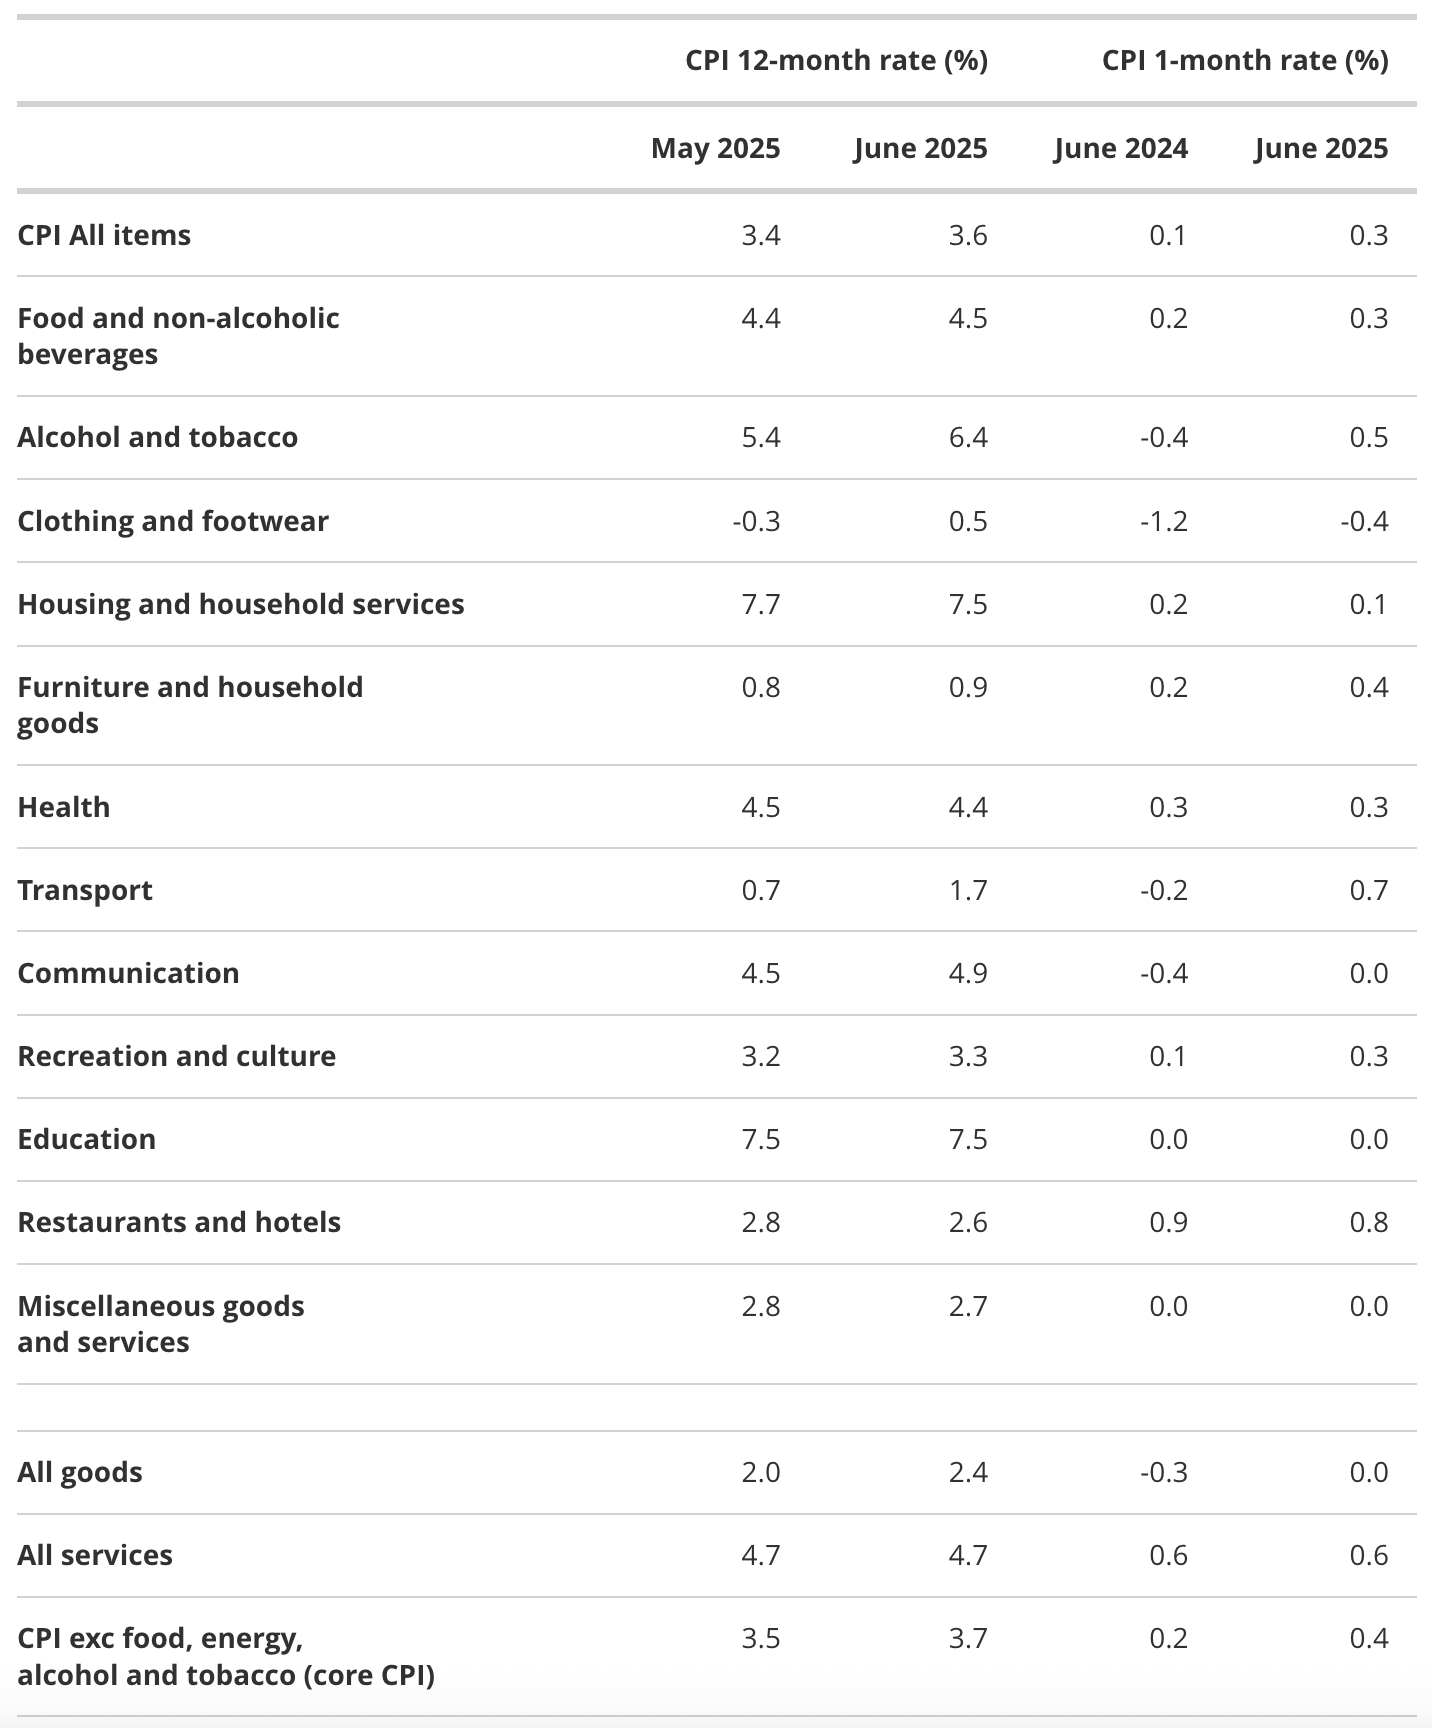 CPI 12-month rate (%) CPI 1-month rate (%)
May 2025 June 2025 June 2024 June 2025
CPI All items 3.4 3.6 0.1 0.3
Food and non-alcoholic 4.4 4.5 0.2 0.3
beverages
Alcohol and tobacco 5.4 6.4 -0.4 0.5
Clothing and footwear -0.3 0.5 -1.2 -0.4
Housing and household services 7.7 7.5 0.2 0.1
Furniture and household 0.8 0.9 0.2 0.4
goods
Health 4.5 4.4 0.3 0.3
Transport 0.7 1.7 -0.2 0.7
Communication 4.5 4.9 -0.4 0.0
Recreation and culture 3.2 3.3 0.1 0.3
Education 7.5 7.5 0.0 0.0
Restaurants and hotels 2.8 2.6 0.9 0.8
Miscellaneous goods 2.8 2.7 0.0 0.0
and services
All goods 2.0 2.4 -0.3 0.0
All services 4.7 4.7 0.6 0.6
CPI exc food, energy, 3.5 3.7 0.2 0.4
alcohol and tobacco (core CPI)